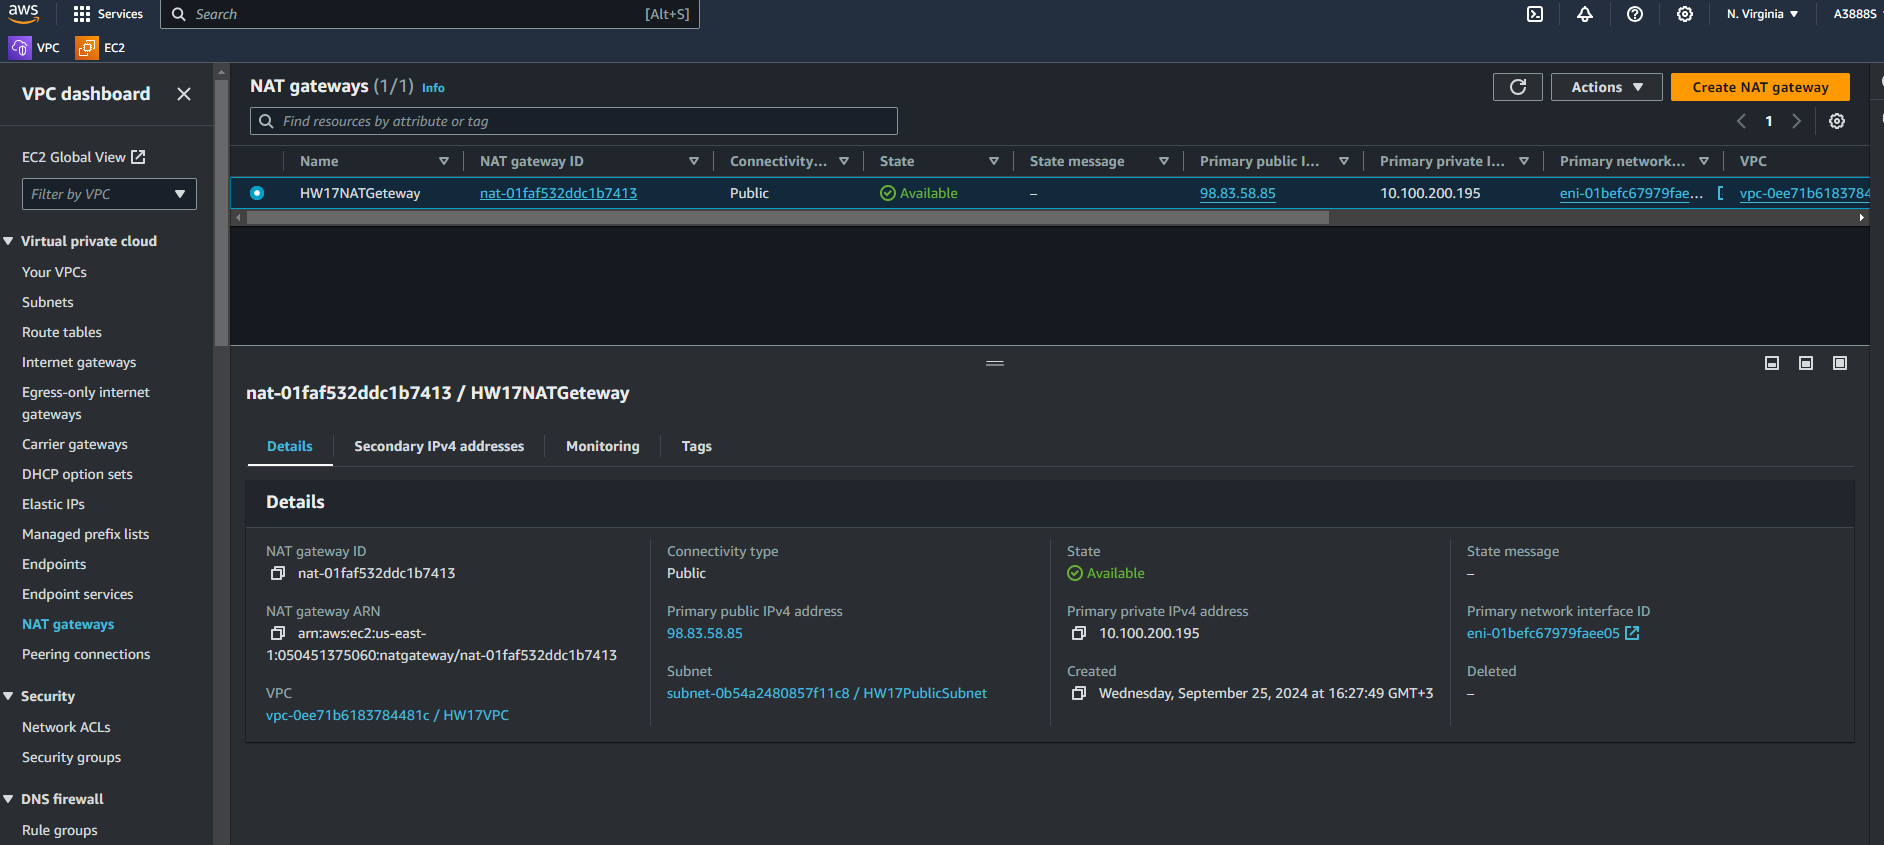 aws
Services
Search
[Alt+S]
N. Virginia
A3888S
VPC
EC2
VPC dashboard
EC2 Global View
Filter by VPC
Virtual private cloud
Your VPCs
Subnets
Route tables
Internet gateways
Egress-only internet
gateways
Carrier gateways
DHCP option sets
Elastic IPs
Managed prefix lists
Endpoints
Endpoint services
NAT gateways
Peering connections
Security
Network ACLs
Security groups
DNS firewall
Rule groups
NAT gateways (1/1) Info
Actions
Create NAT gateway
Find resources by attribute or tag
1
Name NAT gateway ID Connectivity... State State message Primary public I... Primary private I... Primary network... VPC
HW17NATGeteway nat-01faf532ddc1b7413 Public Available – 98.83.58.85 10.100.200.195 eni-01befc67979fae... vpc-0ee71b6183784
nat-01faf532ddc1b7413 / HW17NATGeteway
Details Secondary IPv4 addresses Monitoring Tags
Details
NAT gateway ID
nat-01faf532ddc1b7413
NAT gateway ARN
arn:aws:ec2:us-east-
1:050451375060:natgateway/nat-01faf532ddc1b7413
VPC
vpc-0ee71b6183784481c / HW17VPC
Connectivity type
Public
Primary public IPv4 address
98.83.58.85
Subnet
subnet-0b54a2480857f11c8 / HW17PublicSubnet
State
Available
Primary private IPv4 address
10.100.200.195
Created
Wednesday, September 25, 2024 at 16:27:49 GMT+3
State message
–
Primary network interface ID
eni-01befc67979faee05
Deleted
–